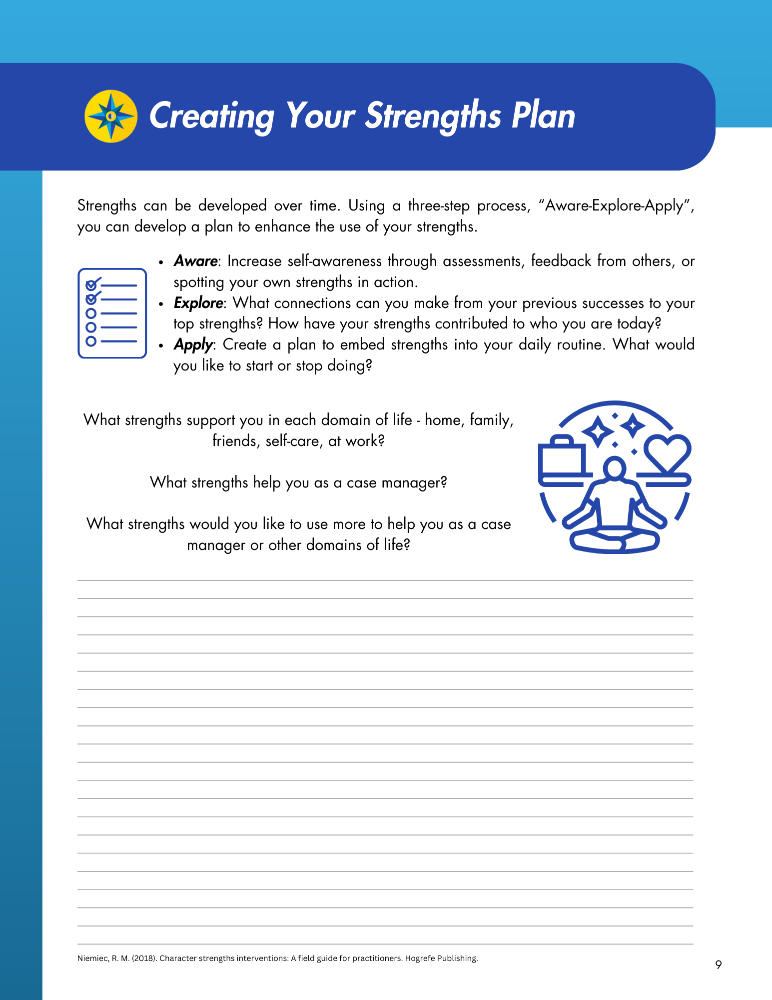 Creating Your Strengths Plan
Strengths can be developed over time. Using a three-step process, “Aware-Explore-Apply”,
you can develop a plan to enhance the use of your strengths.
• Aware: Increase self-awareness through assessments, feedback from others, or
spotting your own strengths in action.
• Explore: What connections can you make from your previous successes to your
top strengths? How have your strengths contributed to who you are today?
• Apply: Create a plan to embed strengths into your daily routine. What would
you like to start or stop doing?
What strengths support you in each domain of life - home, family,
friends, self-care, at work?
What strengths help you as a case manager?
What strengths would you like to use more to help you as a case
manager or other domains of life?
Niemiec, R. M. (2018). Character strengths interventions: A field guide for practitioners. Hogrefe Publishing.
9